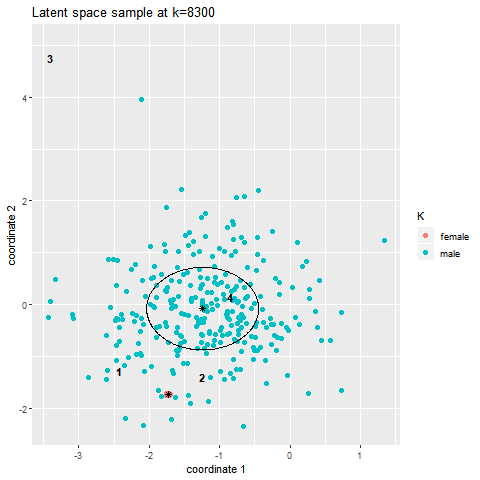 Latent space sample at k=8300
3
4
1
2
4
2
0
-2
-3
-2
-1
0
1
coordinate 1
coordinate 2
K
female
male